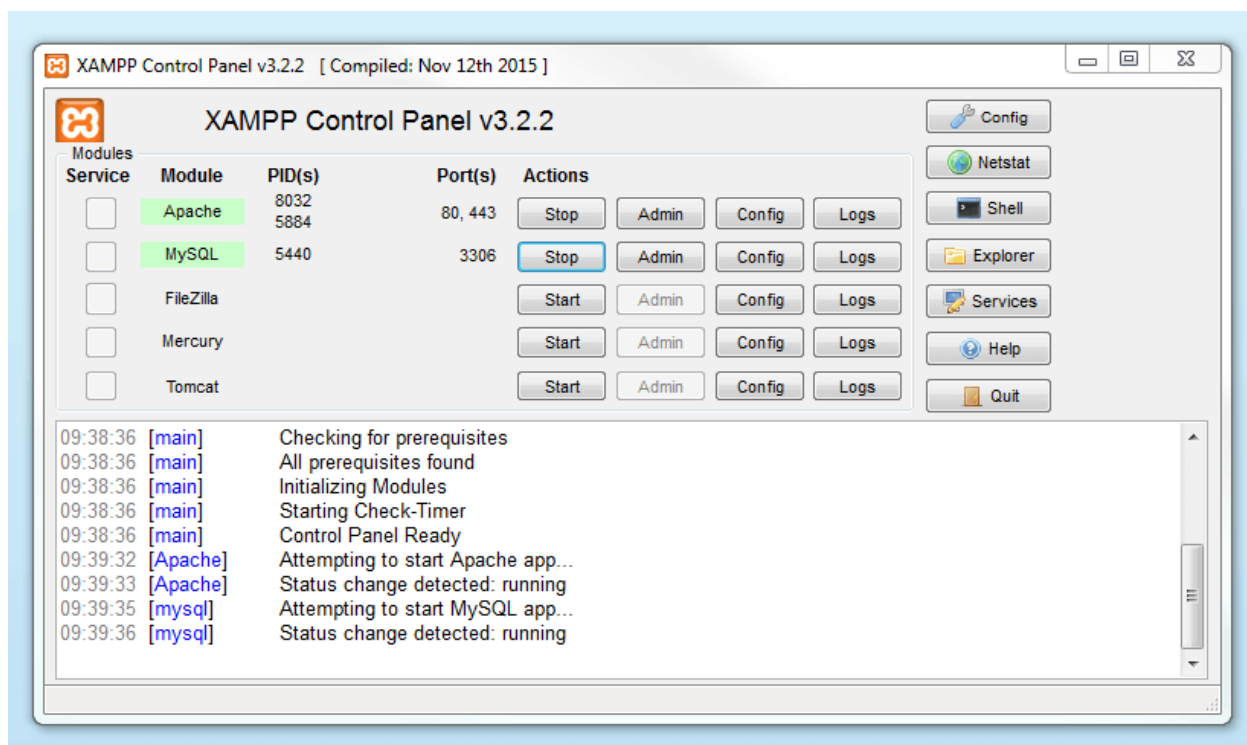 XAMPP Control Panel v3.2.2 [ Compiled: Nov 12th 2015 ]
XAMPP Control Panel v3.2.2
Modules
Service Module PID(s) Port(s) Actions
Apache 8032 5884 80, 443 Stop Admin Config Logs
MySQL 5440 3306 Stop Admin Config Logs
FileZilla Start Admin Config Logs
Mercury Start Admin Config Logs
Tomcat Start Admin Config Logs
Config
Netstat
Shell
Explorer
Services
Help
Quit
09:38:36 [main] Checking for prerequisites
09:38:36 [main] All prerequisites found
09:38:36 [main] Initializing Modules
09:38:36 [main] Starting Check-Timer
09:38:36 [main] Control Panel Ready
09:39:32 [Apache] Attempting to start Apache app...
09:39:33 [Apache] Status change detected: running
09:39:35 [mysql] Attempting to start MySQL app...
09:39:36 [mysql] Status change detected: running